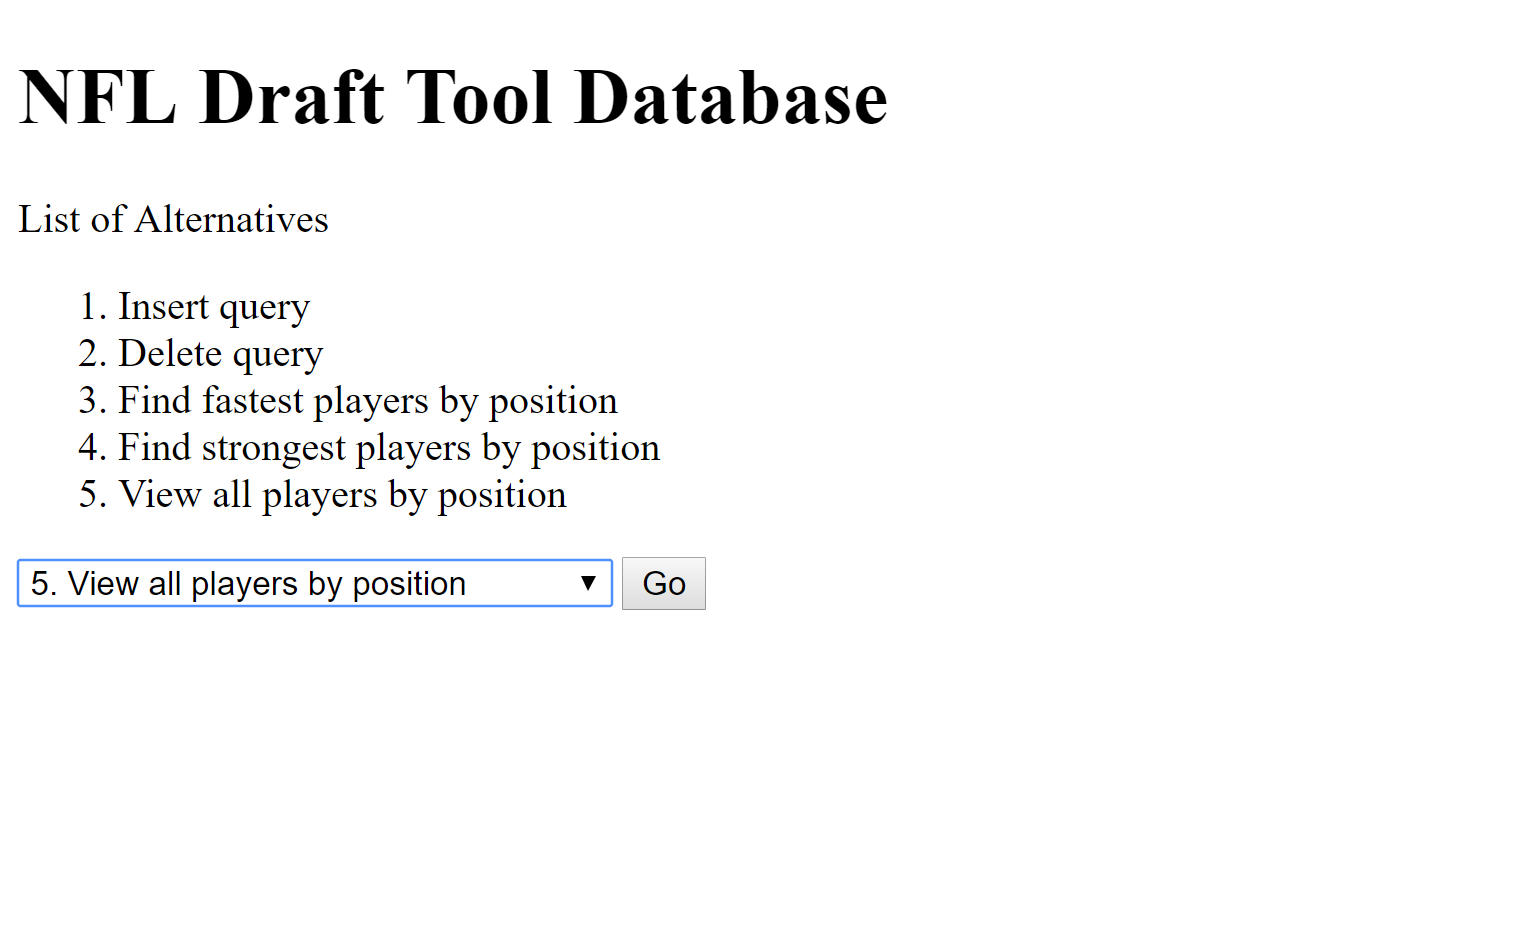 NFL Draft Tool Database
List of Alternatives
1. Insert query
2. Delete query
3. Find fastest players by position
4. Find strongest players by position
5. View all players by position
5. View all players by position ▼ Go